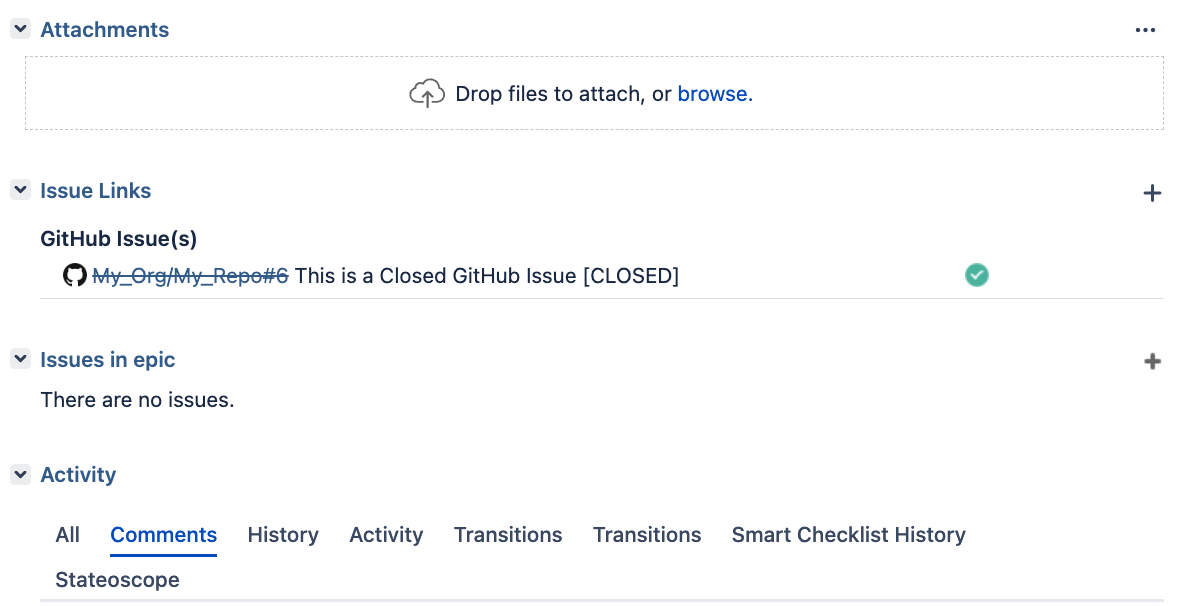 Attachments
Drop files to attach, or browse.
Issue Links
GitHub Issue(s)
My_Org/My_Repo#6 This is a Closed GitHub Issue [CLOSED]
Issues in epic
There are no issues.
Activity
All Comments History Activity Transitions Transitions Smart Checklist History
Stateoscope